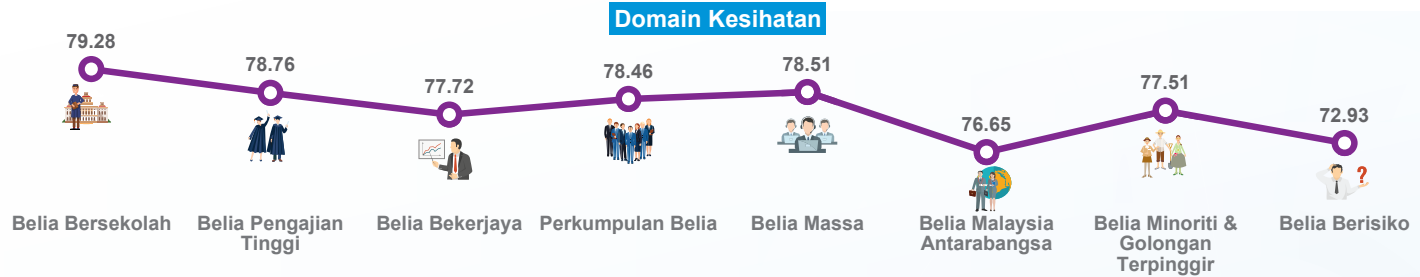 Domain Kesihatan
79.28
78.76
77.72
78.46
78.51
76.65
77.51
72.93
?
Belia Bersekolah
Belia Pengajian
Tinggi
Belia Bekerjaya
Perkumpulan Belia
Belia Massa
Belia Malaysia
Antarabangsa
Belia Minoriti &
Golongan
Terpinggir
Belia Berisiko